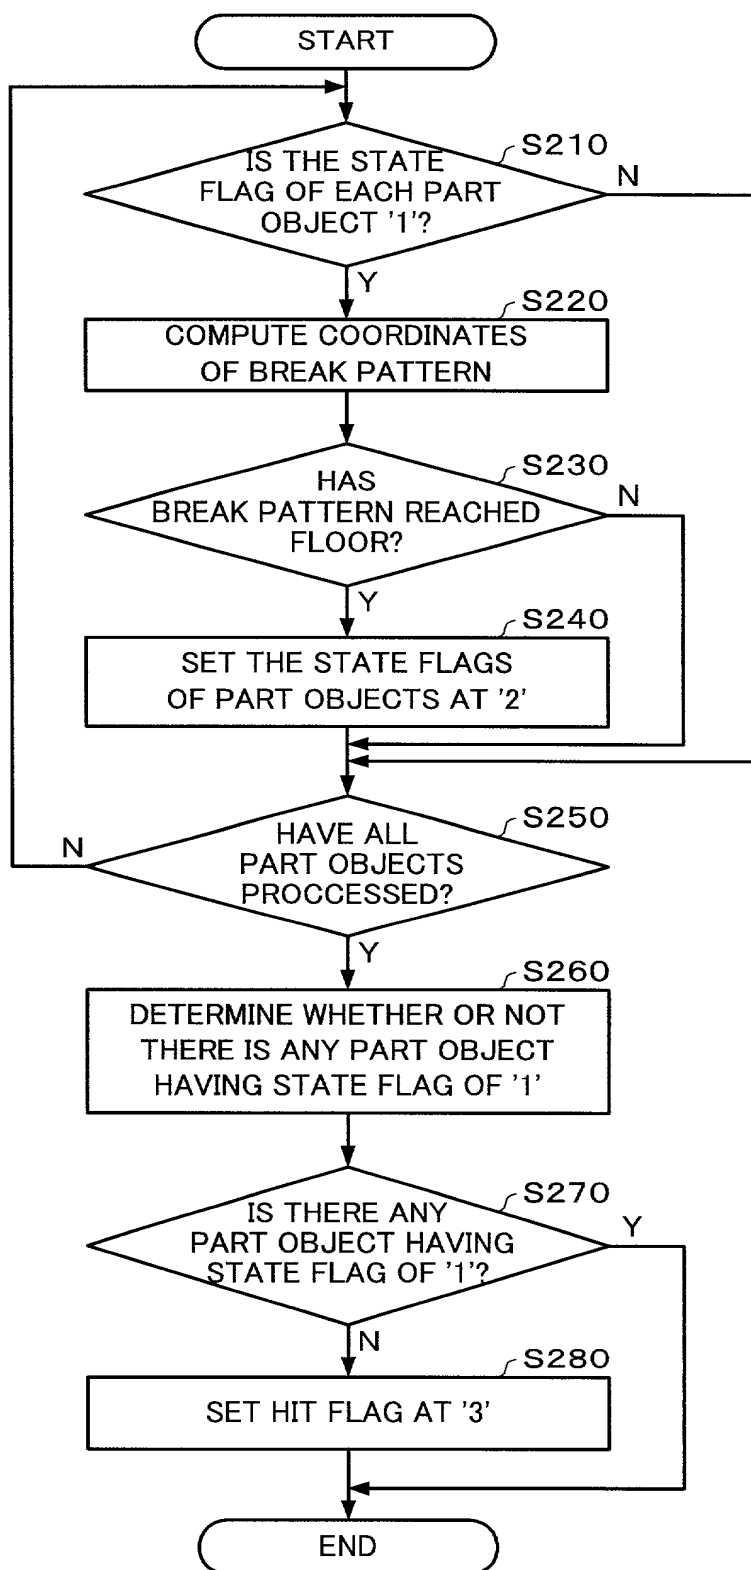 START
S210
IS THE STATE
FLAG OF EACH PART
OBJECT '1'?
N
Y
S220
COMPUTE COORDINATES
OF BREAK PATTERN
S230
HAS
BREAK PATTERN REACHED
FLOOR?
N
Y
S240
SET THE STATE FLAGS
OF PART OBJECTS AT '2'
S250
HAVE ALL
PART OBJECTS
PROCCESSED?
N
Y
S260
DETERMINE WHETHER OR NOT
THERE IS ANY PART OBJECT
HAVING STATE FLAG OF '1'
S270
IS THERE ANY
PART OBJECT HAVING
STATE FLAG OF '1'?
Y
N
S280
SET HIT FLAG AT '3'
END